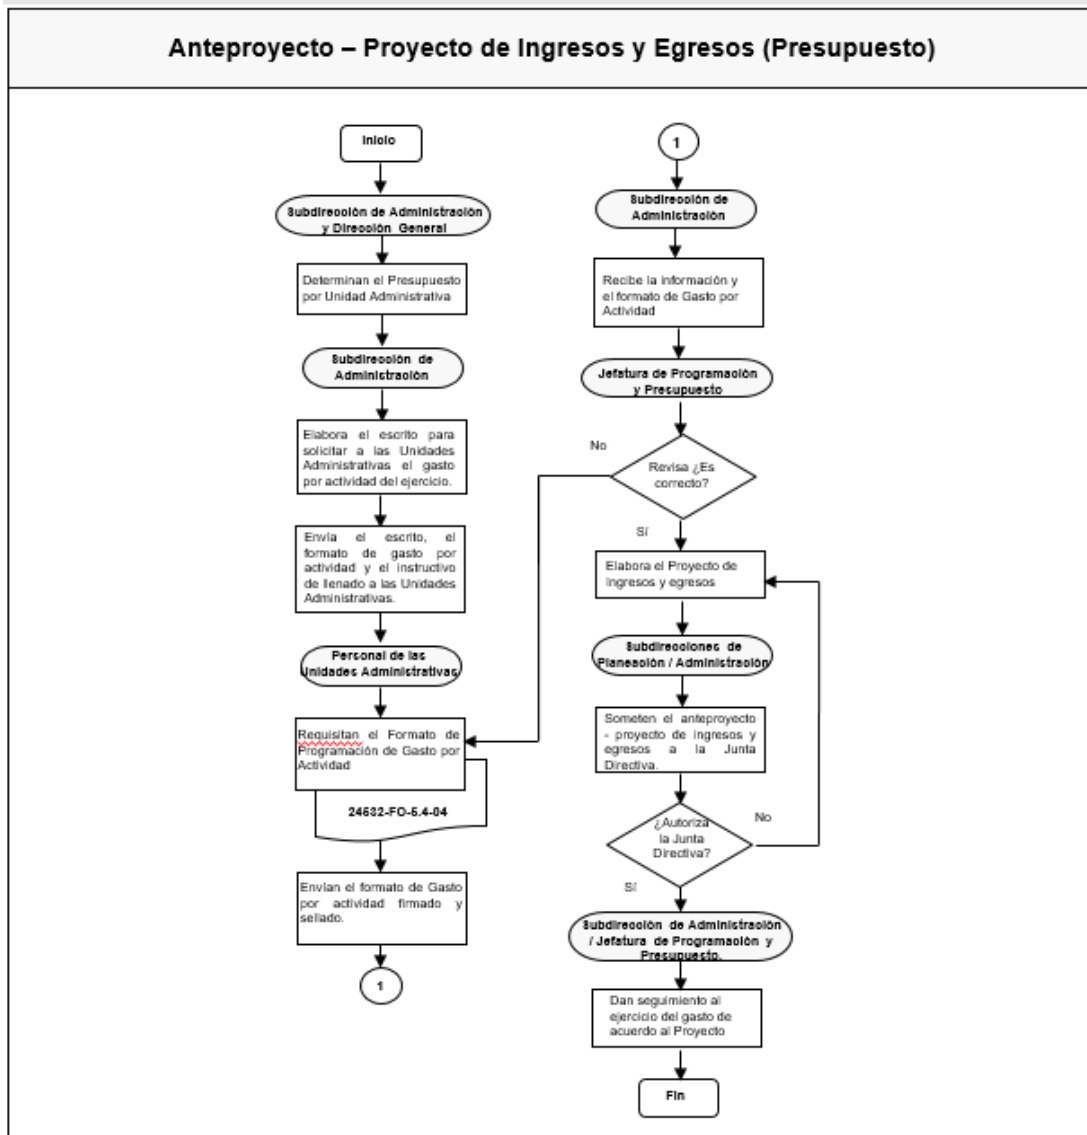 Anteproyecto – Proyecto de Ingresos y Egresos (Presupuesto)
Inicio
Subdirección de Administración
y Dirección General
Determinan el Presupuesto
por Unidad Administrativa
Subdirección de
Administración
Elabora el escrito para
solicitar a las Unidades
Administrativas el gasto
por actividad del ejercicio.
Envía el escrito, el
formato de gasto por
actividad y el instructivo
de llenado a las Unidades
Administrativas.
Personal de las
Unidades Administrativas
Requisitan el Formato de
Programación de Gasto por
Actividad
24532-FO-5.4-04
Envían el formato de Gasto
por actividad firmado y
sellado.
1
1
Subdirección de
Administración
Recibe la información y
el formato de Gasto por
Actividad
Jefatura de Programación
y Presupuesto
No
Revisa ¿Es
correcto?
Sí
Elabora el Proyecto de
Ingresos y egresos
Subdirecciones de
Planeación / Administración
Someten el anteproyecto
- proyecto de ingresos y
egresos a la Junta
Directiva.
¿Autoriza
la Junta
Directiva?
No
Sí
Subdirección de Administración
/ Jefatura de Programación y
Presupuesto.
Dan seguimiento al
ejercicio del gasto de
acuerdo al Proyecto
Fin